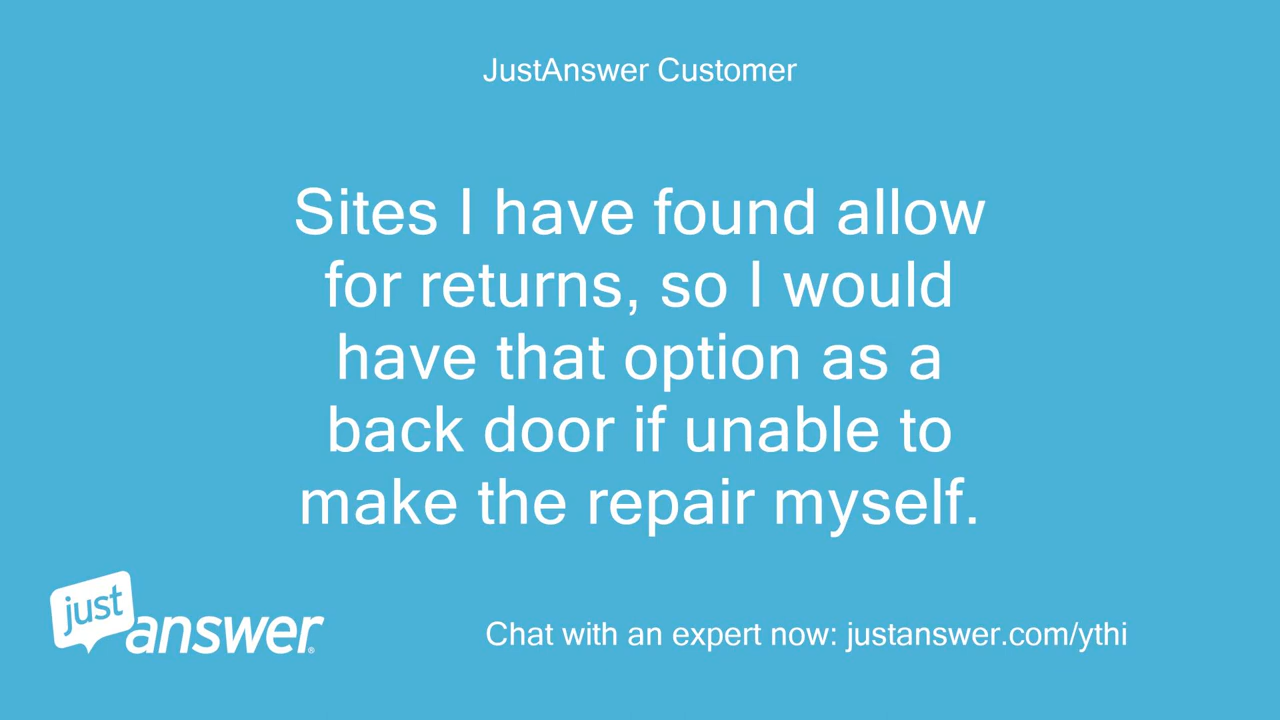 JustAnswer Customer
Sites I have found allow
for returns, so I would
have that option as a
back door if unable to
make the repair myself.
just
answer®
Chat with an expert now: justanswer.com/ythi